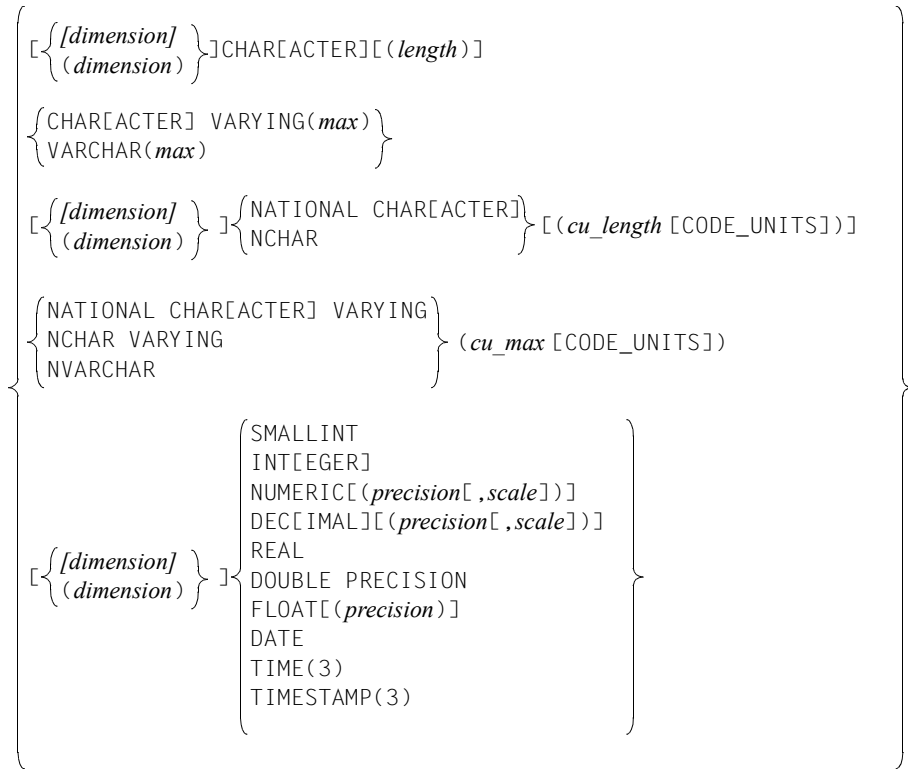 [{[dimension]
(dimension)}]CHAR[ACTER][(length)]
{CHAR[ACTER] VARYING(max)
VARCHAR(max)}
[{[dimension]
(dimension)} ]{NATIONAL CHAR[ACTER]
NCHAR} [(cu_length [CODE_UNITS])]
{NATIONAL CHAR[ACTER] VARYING
NCHAR VARYING
NVARCHAR} (cu_max [CODE_UNITS])
[{[dimension]
(dimension)} ]{SMALLINT
INT[EGER]
NUMERIC[(precision[,scale])]
DEC[IMAL][(precision[,scale])]
REAL
DOUBLE PRECISION
FLOAT[(precision)]
DATE
TIME(3)
TIMESTAMP(3)}